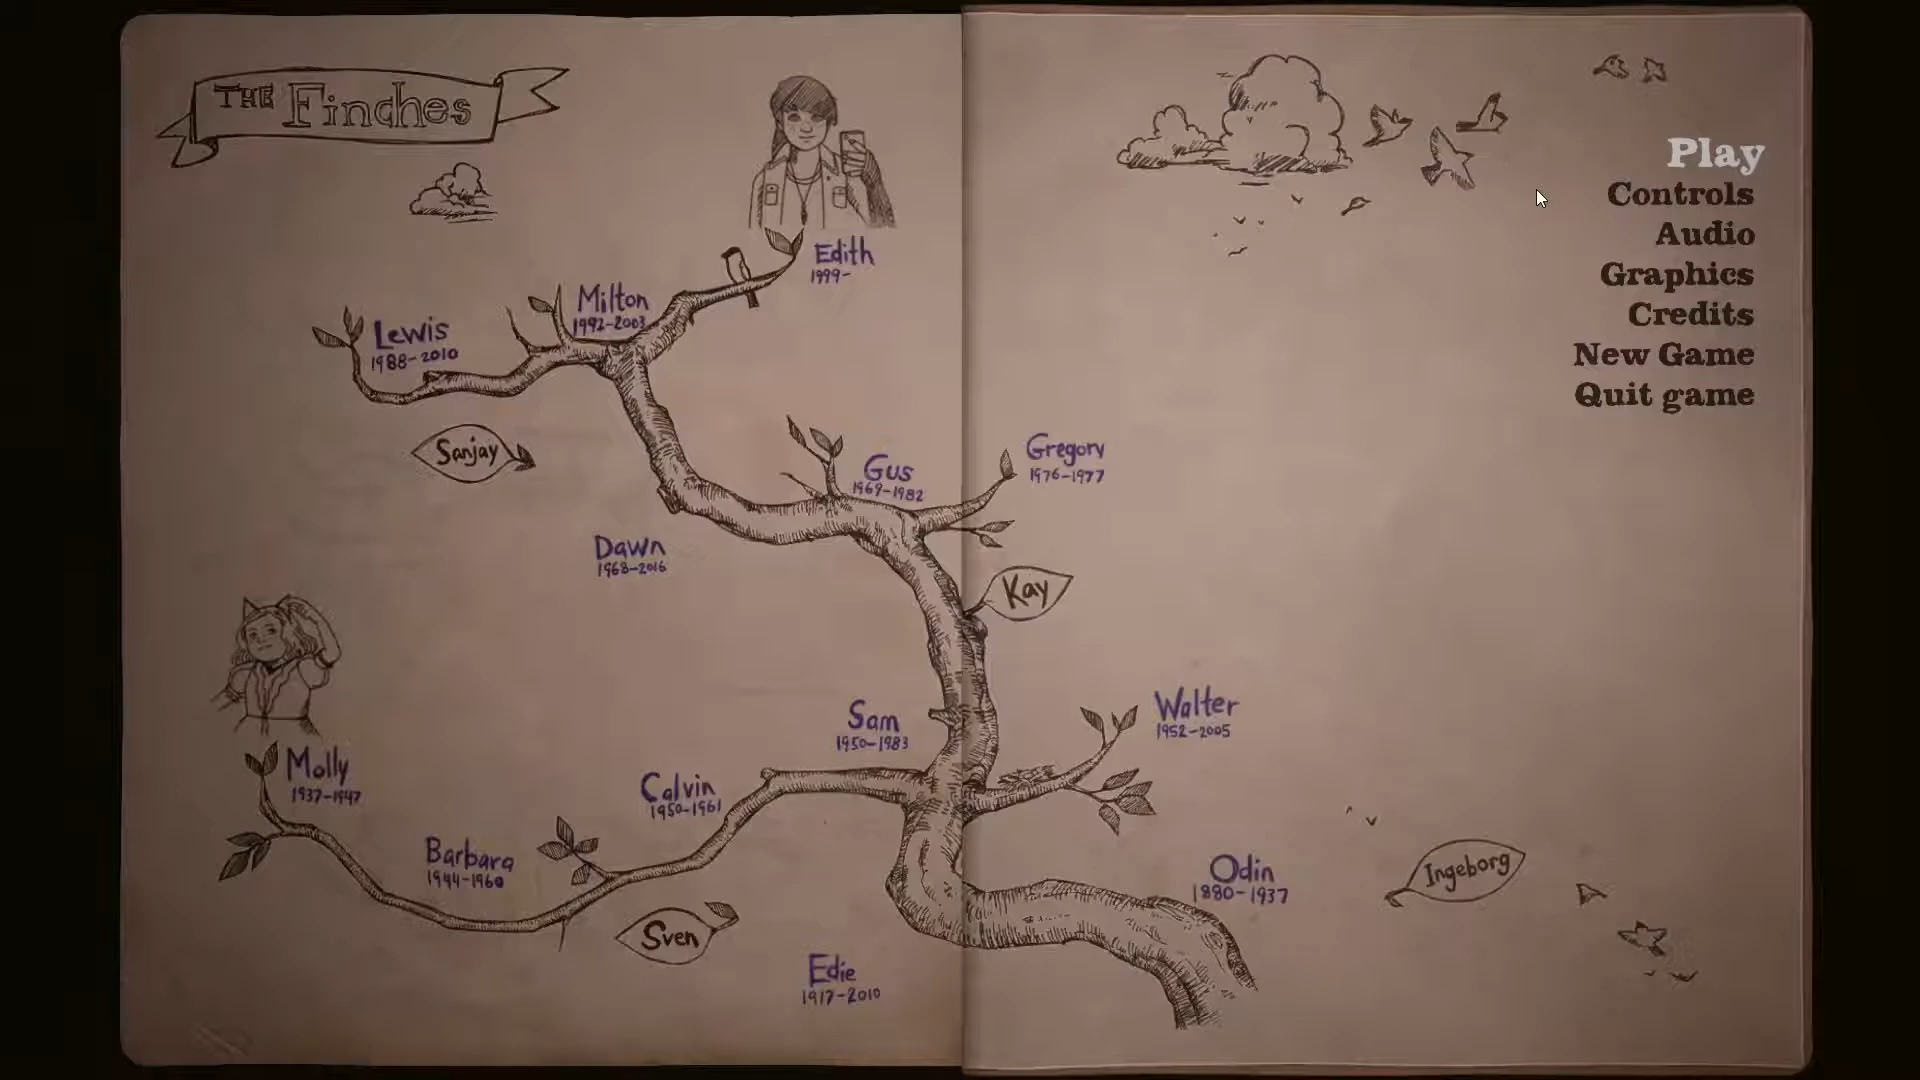 THE Finches
Edith
1999-
Milton
1992-2003
Lewis
1988-2010
Sanjay
Gus
1969-1982
Gregory
1976-1977
Dawn
1968-2016
Kay
Sam
1950-1983
Walter
1952-2005
Molly
1937-1947
Calvin
1950-1961
Barbara
1944-1960
Odin
1880-1937
Ingeborg
Sven
Edie
1917-2010
Play
Controls
Audio
Graphics
Credits
New Game
Quit game